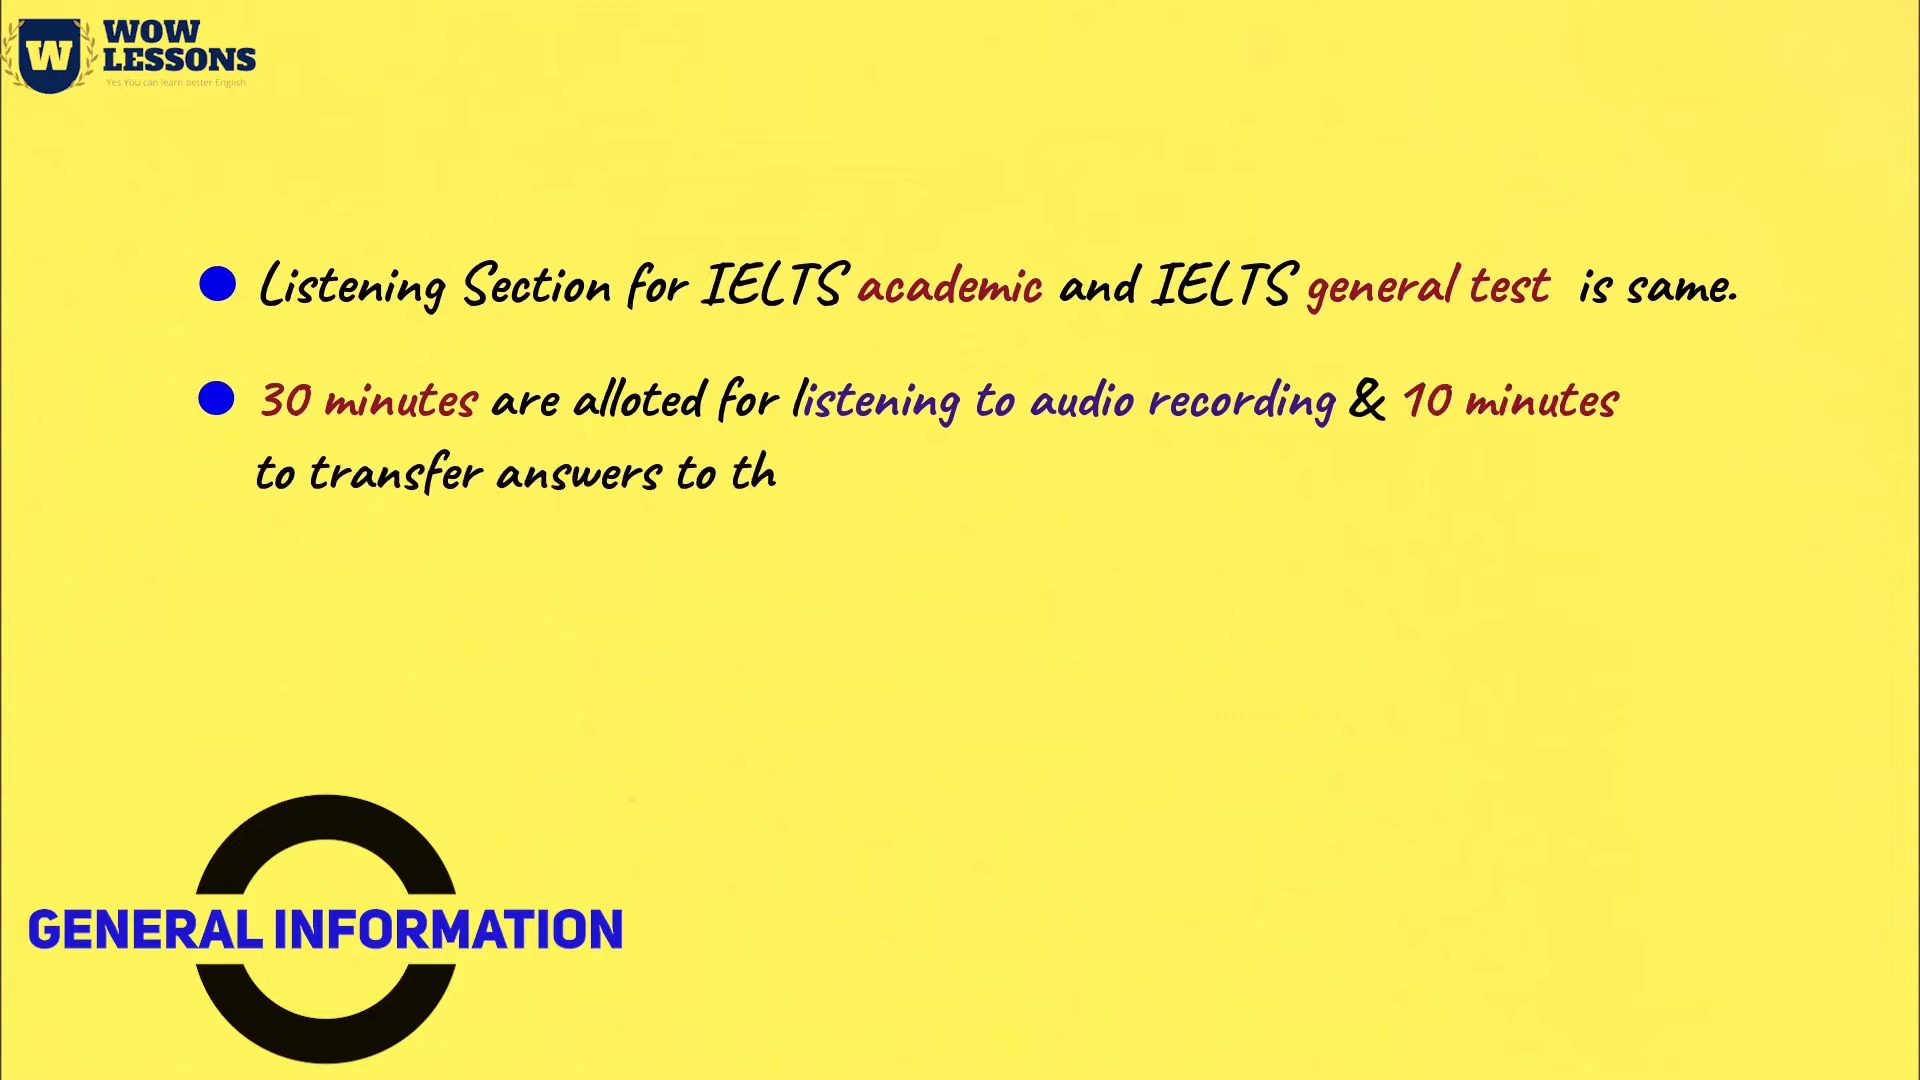 W
WOW
LESSONS
Yes You can learn better English
Listening Section for IELTS academic and IELTS general test is same.
30 minutes are alloted for listening to audio recording & 10 minutes
to transfer answers to th
GENERAL INFORMATION